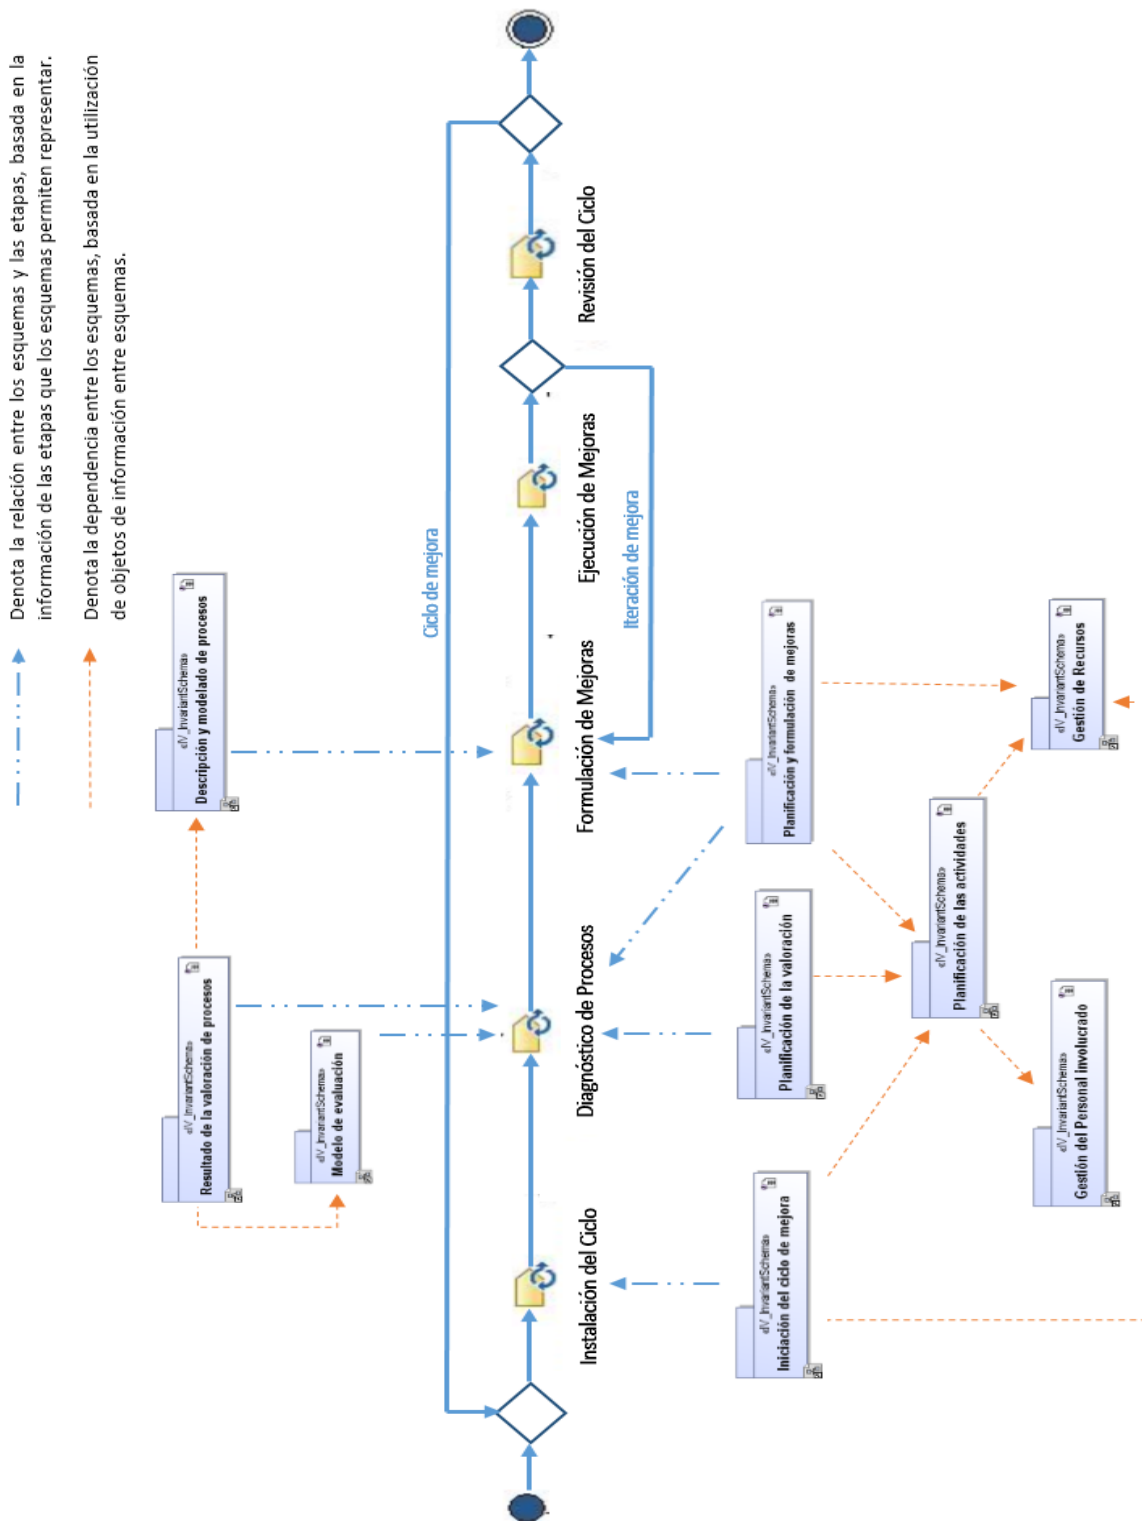 Denota la relación entre los esquemas y las etapas, basada en la
información de las etapas que los esquemas permiten representar.
Denota la dependencia entre los esquemas, basada en la utilización
de objetos de información entre esquemas.
«IV_InvariantSchema»
Resultado de la valoración de procesos
«IV_InvariantSchema»
Descripción y modelado de procesos
«IV_InvariantSchema»
Modelo de evaluación
Ciclo de mejora
Instalación del Ciclo
Diagnóstico de Procesos
Formulación de Mejoras
Ejecución de Mejoras
Revisión del Ciclo
Iteración de mejora
«IV_InvariantSchema»
Iniciación del ciclo de mejora
«IV_InvariantSchema»
Planificación de la valoración
«IV_InvariantSchema»
Planificación y formulación de mejoras
«IV_InvariantSchema»
Planificación de las actividades
«IV_InvariantSchema»
Gestión del Personal involucrado
«IV_InvariantSchema»
Gestión de Recursos